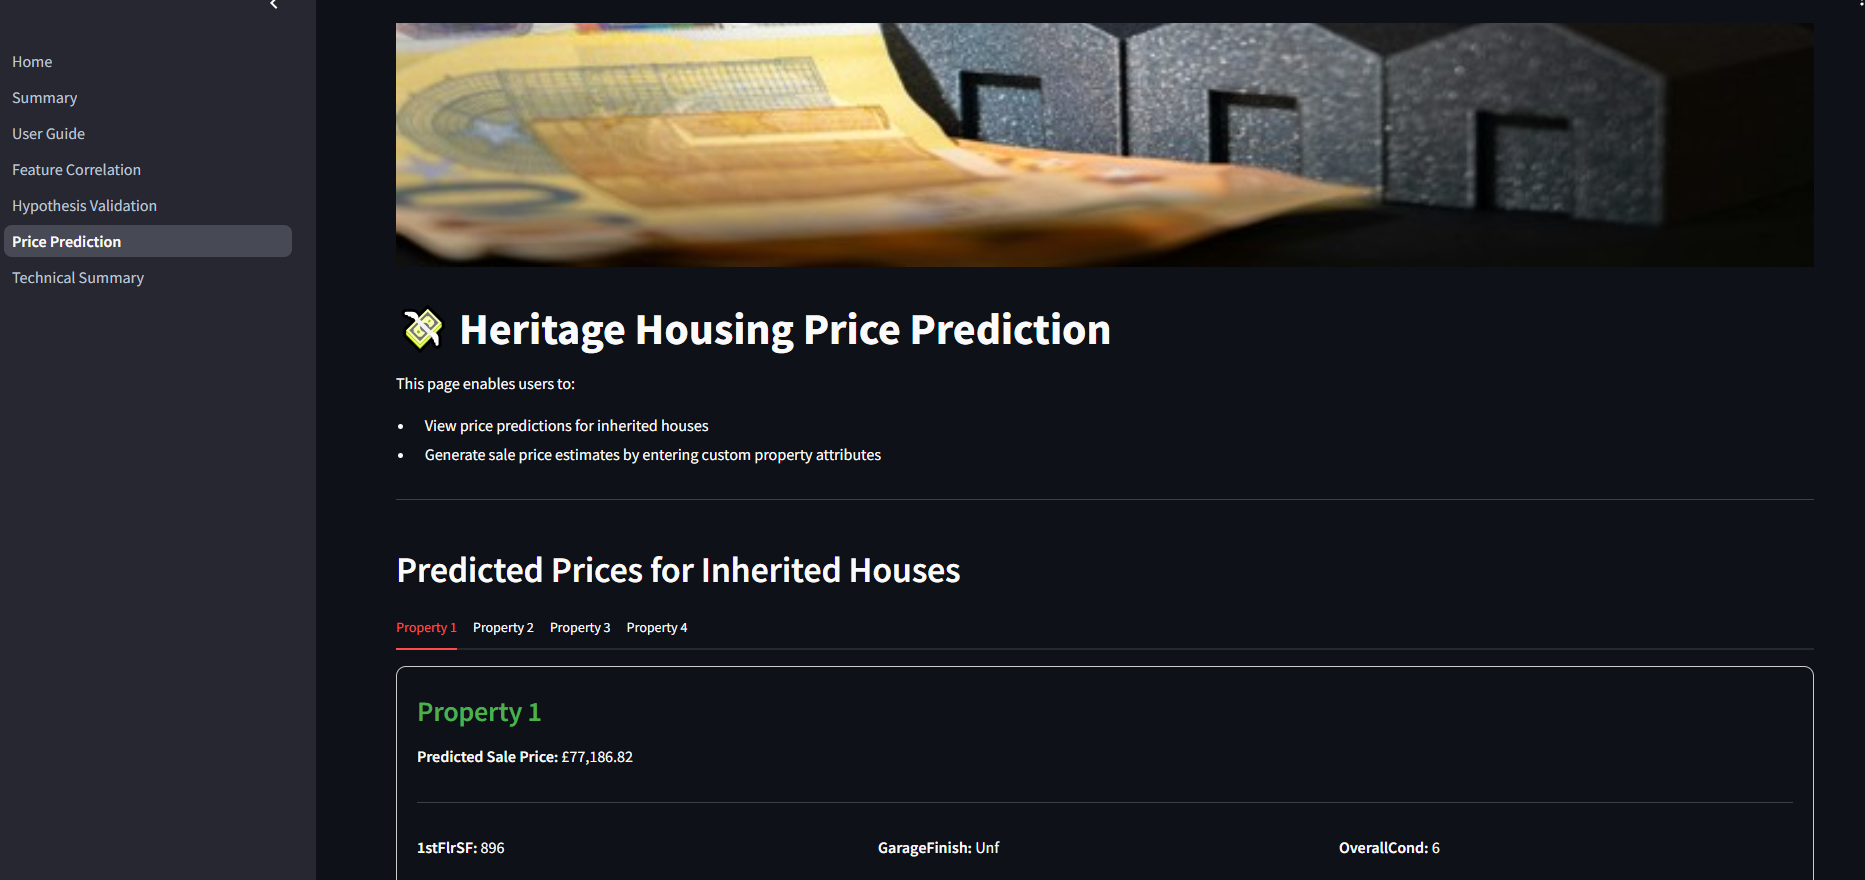 Home
Summary
User Guide
Feature Correlation
Hypothesis Validation
Price Prediction
Technical Summary
Heritage Housing Price Prediction
This page enables users to:
• View price predictions for inherited houses
• Generate sale price estimates by entering custom property attributes
Predicted Prices for Inherited Houses
Property 1 Property 2 Property 3 Property 4
Property 1
Predicted Sale Price: £77,186.82
1stFlrSF: 896 GarageFinish: Unf OverallCond: 6